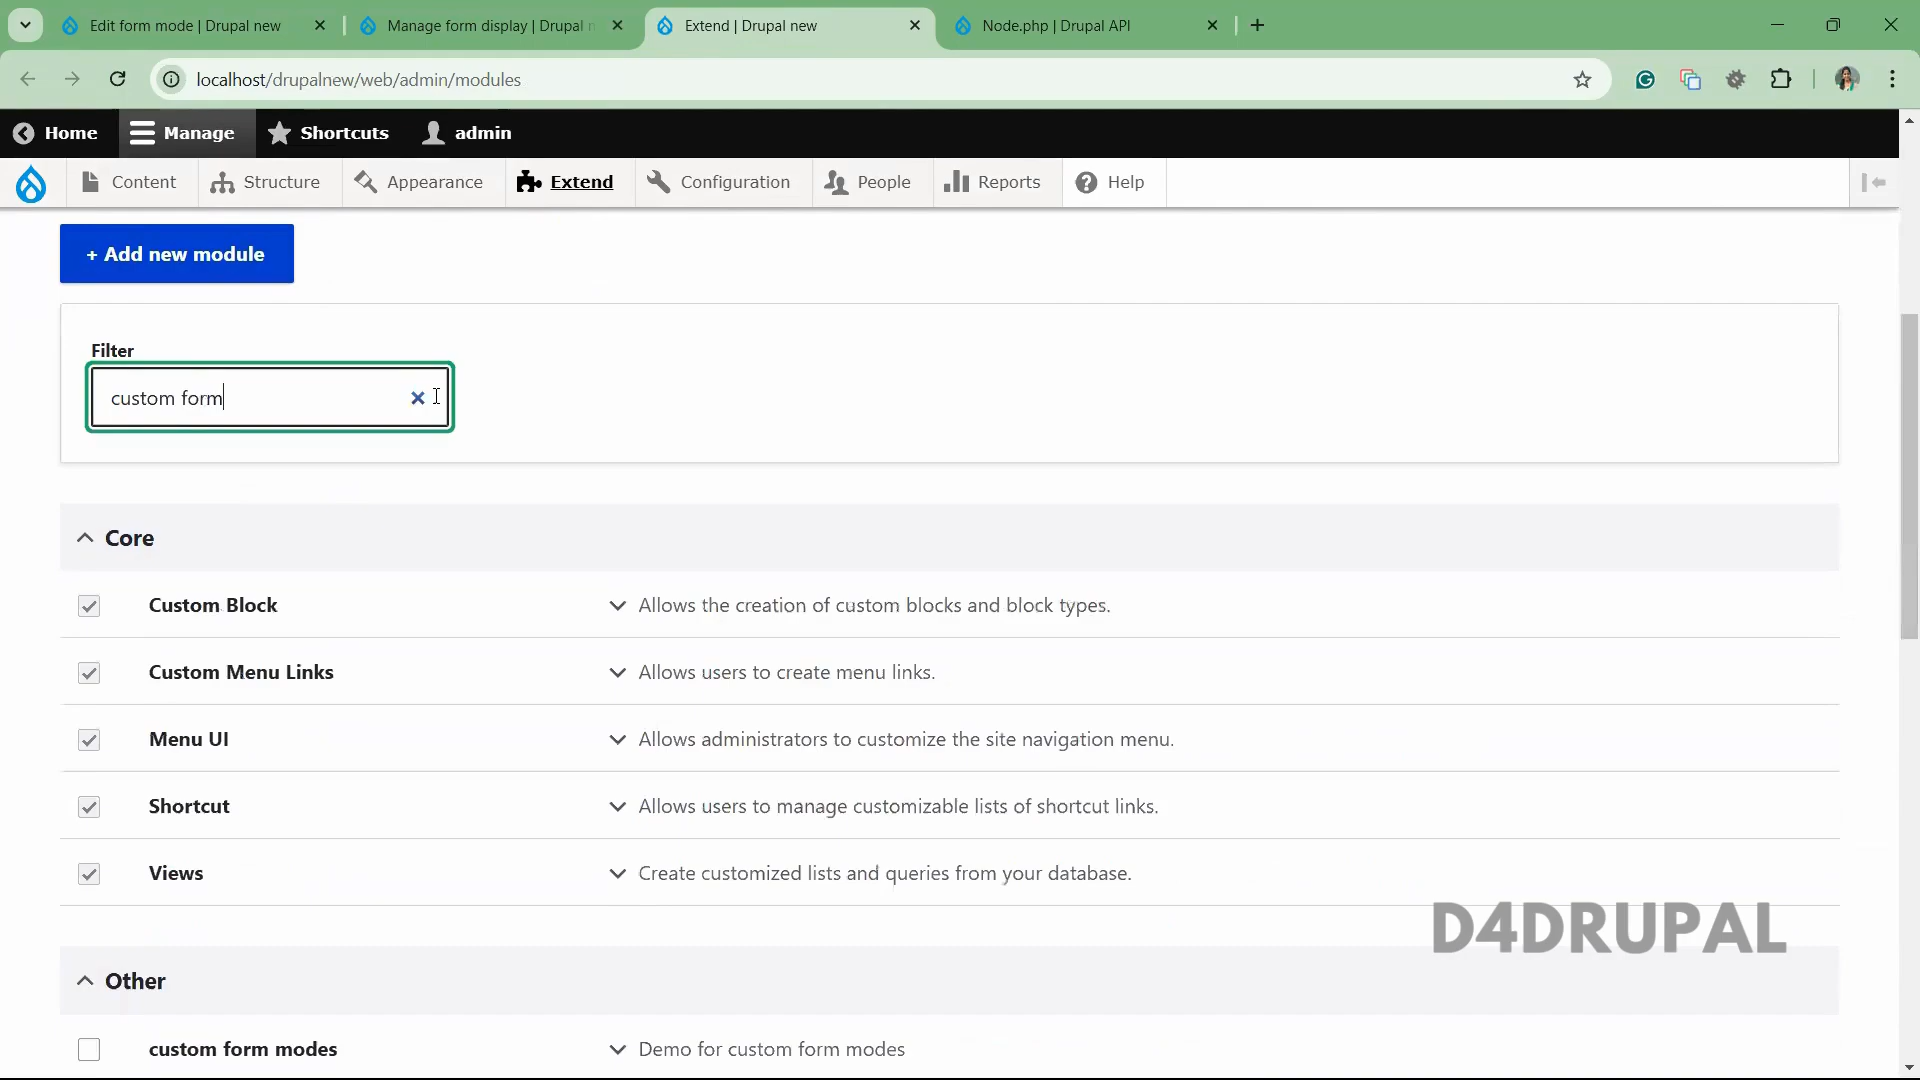 Edit form mode | Drupal new
Manage form display | Drupal n
Extend | Drupal new
Node.php | Drupal API
localhost/drupalnew/web/admin/modules
Home
Manage
Shortcuts
admin
Content
Structure
Appearance
Extend
Configuration
People
Reports
Help
+ Add new module
Filter
custom form
Core
Custom Block
Allows the creation of custom blocks and block types.
Custom Menu Links
Allows users to create menu links.
Menu UI
Allows administrators to customize the site navigation menu.
Shortcut
Allows users to manage customizable lists of shortcut links.
Views
Create customized lists and queries from your database.
D4DRUPAL
Other
custom form modes
Demo for custom form modes